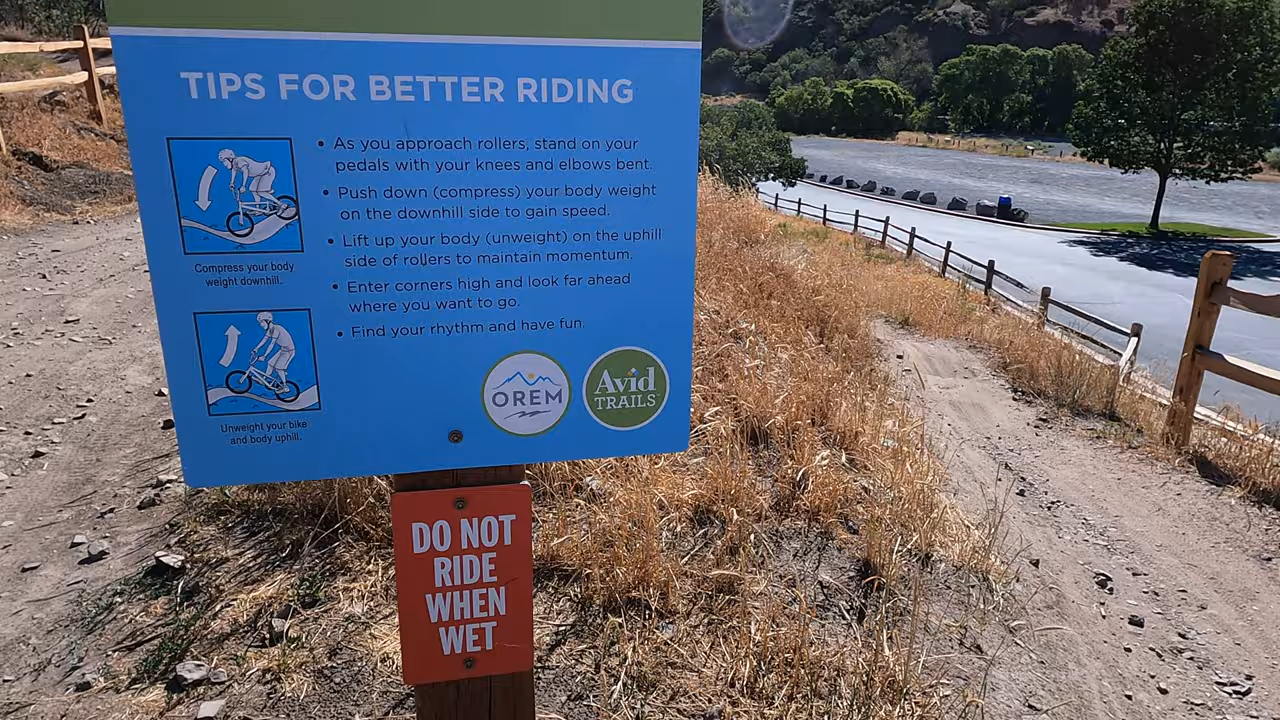 TIPS FOR BETTER RIDING
• As you approach rollers, stand on your
pedals with your knees and elbows bent.
• Push down (compress) your body weight
on the downhill side to gain speed.
• Lift up your body (unweight) on the uphill
side of rollers to maintain momentum.
• Enter corners high and look far ahead
where you want to go.
• Find your rhythm and have fun.
Compress your body
weight downhill.
Unweight your bike
and body uphill.
OREM
Avid
TRAILS
DO NOT
RIDE
WHEN
WET